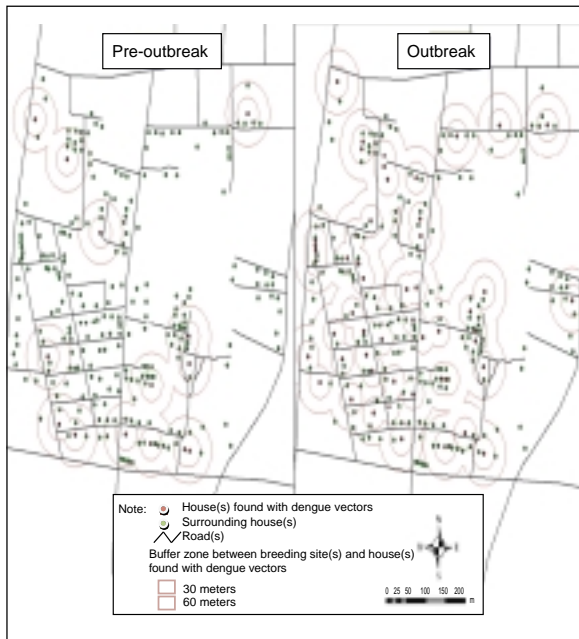 Pre-outbreak
Outbreak
Note:
House(s) found with dengue vectors
Surrounding house(s)
Road(s)
Buffer zone between breeding site(s) and house(s)
found with dengue vectors
30 meters
60 meters
N
S
0 25 50 100 150 200
m